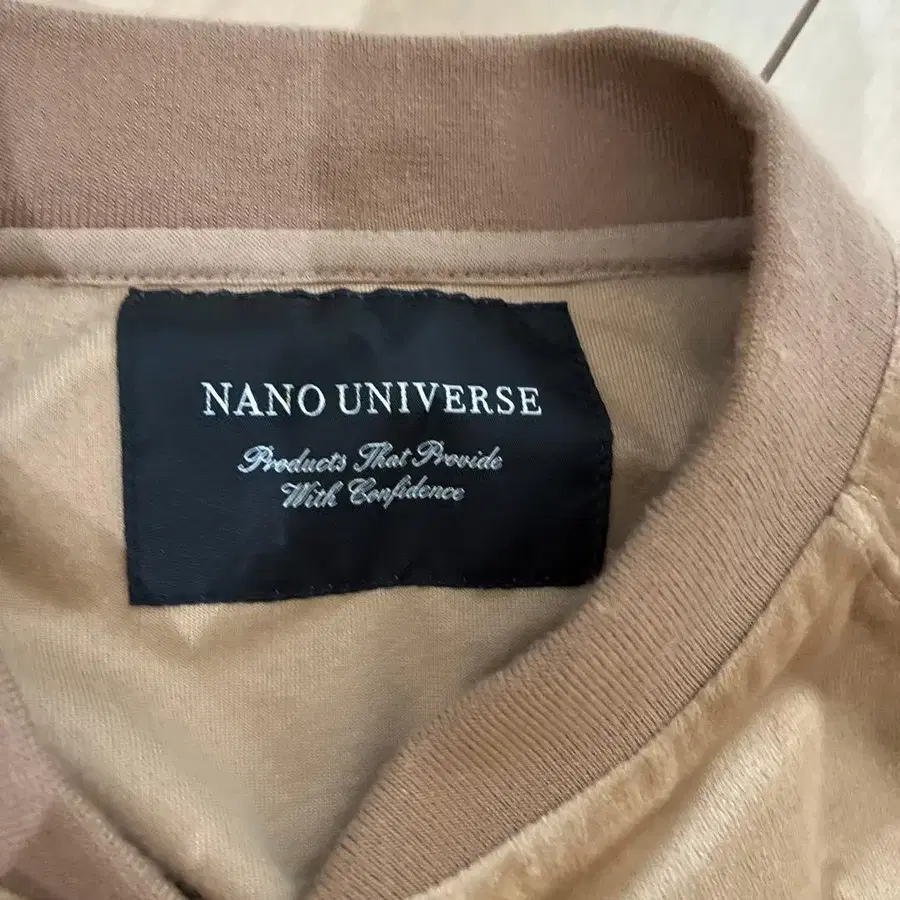 NANO UNIVERSE
Products That Provide
With Confidence